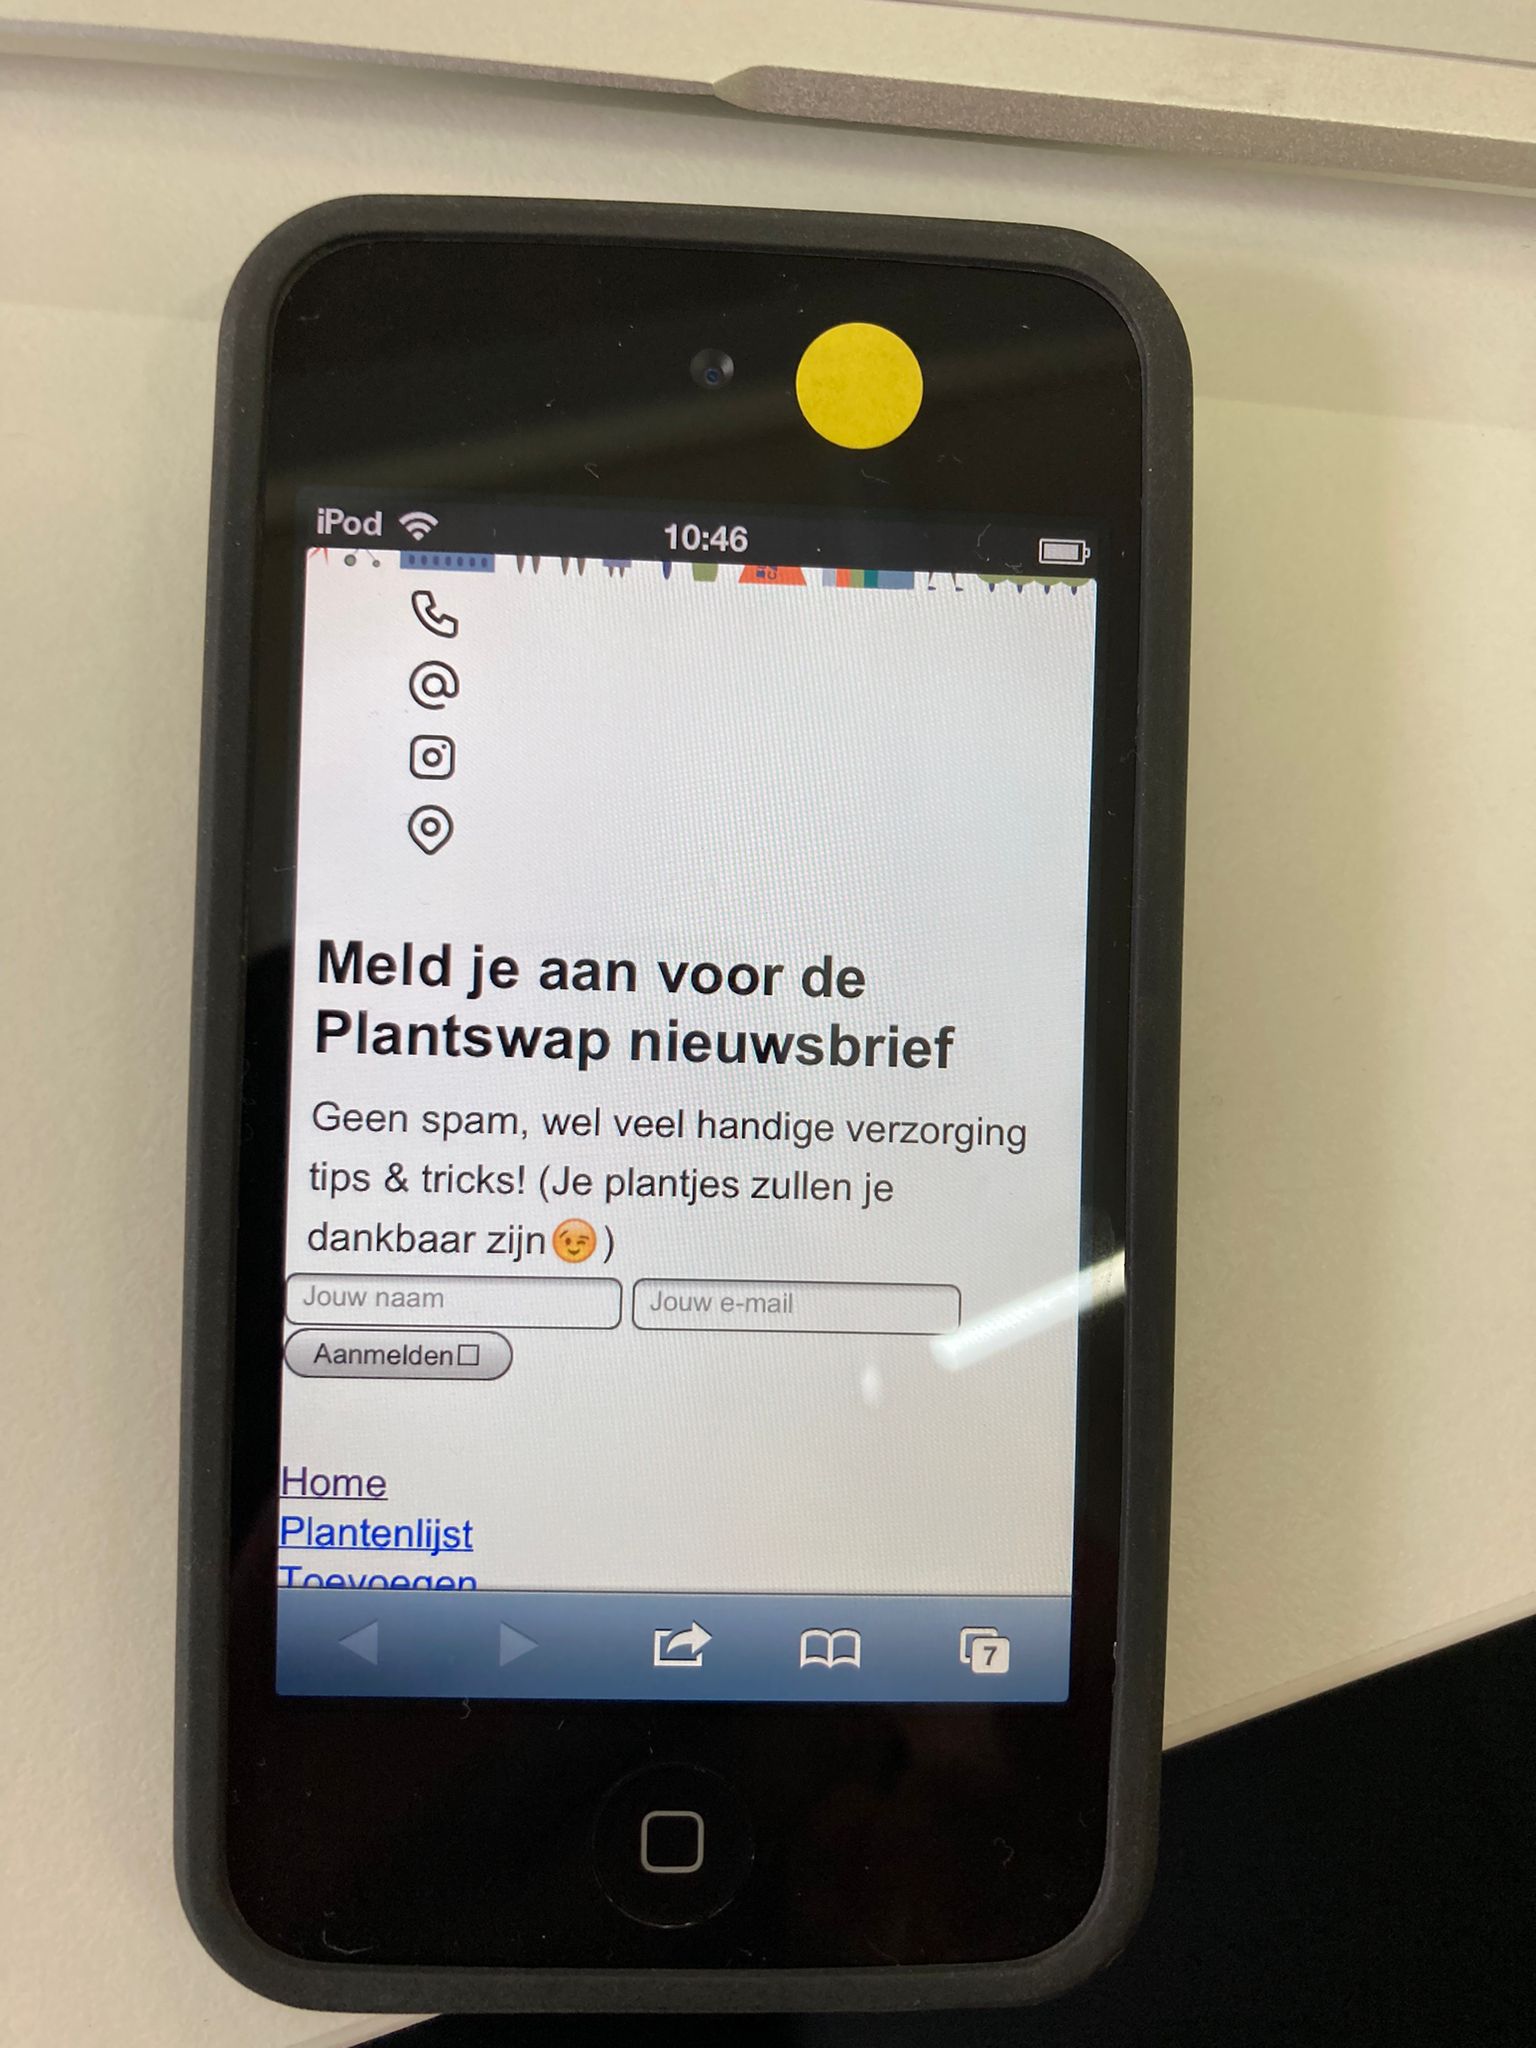 iPod 10:46
Meld je aan voor de
Plantswap nieuwsbrief
Geen spam, wel veel handige verzorging
tips & tricks! (Je plantjes zullen je
dankbaar zijn😉)
Jouw naam Jouw e-mail
Aanmelden□
Home
Plantenlijst
Toevoegen
7